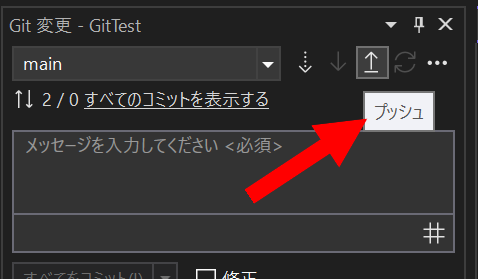 Git 変更 - GitTest
main
2 / 0 すべてのコミットを表示する
プッシュ
メッセージを入力してください <必須>
すべてをコミット(I)
修正